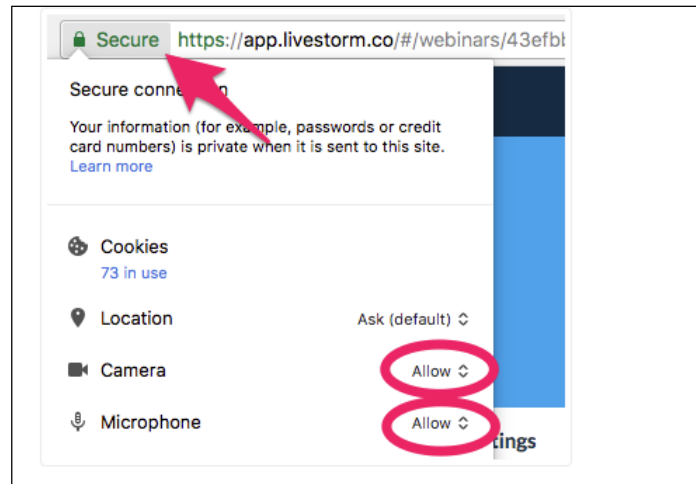 Secure https://app.livestorm.co/#/webinars/43efb
Secure connection
Your information (for example, passwords or credit
card numbers) is private when it is sent to this site.
Learn more
Cookies
73 in use
Location Ask (default)
Camera Allow
Microphone Allow
tings